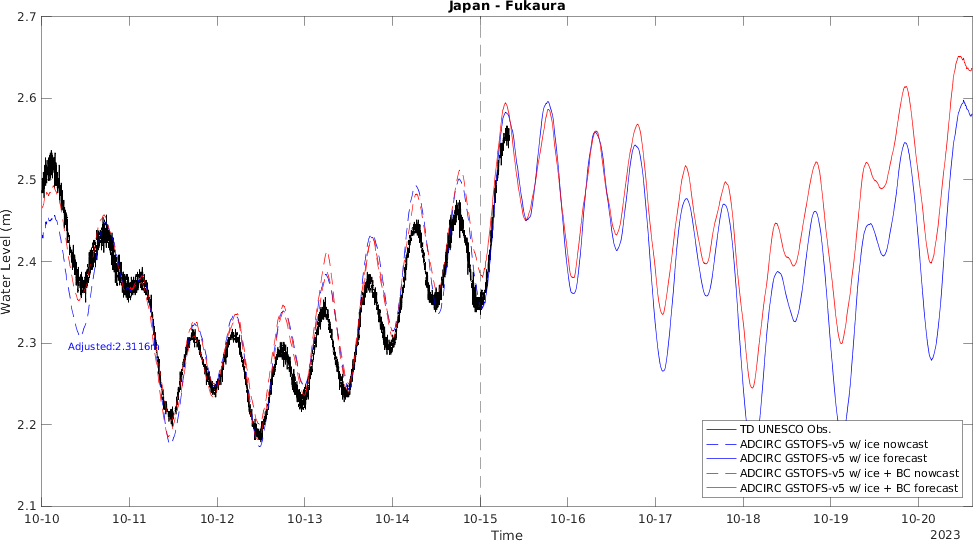 Japan - Fukaura
2.7
2.6
2.5
2.4
2.3
2.2
2.1
Water Level (m)
Adjusted:2.3116m
TD UNESCO Obs.
ADCIRC GSTOFS-v5 w/ ice nowcast
ADCIRC GSTOFS-v5 w/ ice forecast
ADCIRC GSTOFS-v5 w/ ice + BC nowcast
ADCIRC GSTOFS-v5 w/ ice + BC forecast
10-10 10-11 10-12 10-13 10-14 10-15 10-16 10-17 10-18 10-19 10-20
2023
Time